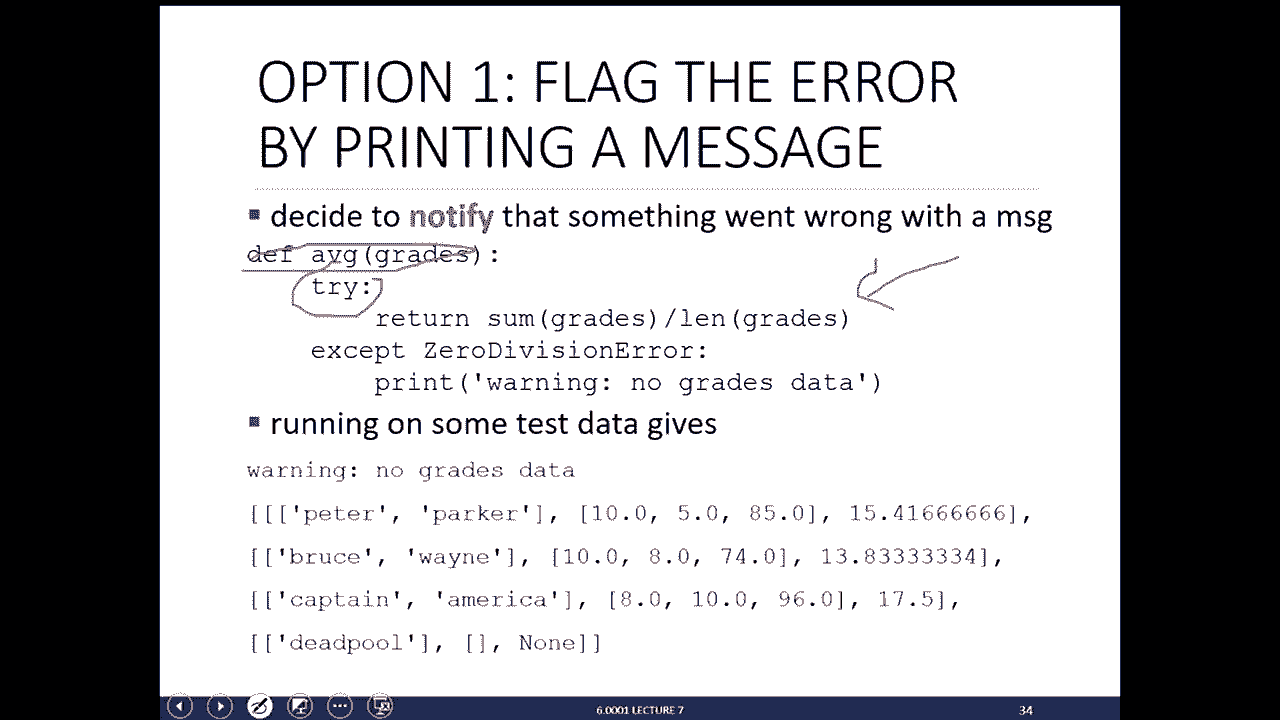 OPTION 1: FLAG THE ERROR
BY PRINTING A MESSAGE
▪ decide to notify that something went wrong with a msg
def avg(grades):
    try:
        return sum(grades)/len(grades)
    except ZeroDivisionError:
        print('warning: no grades data')
▪ running on some test data gives
warning: no grades data
[[['peter', 'parker'], [10.0, 5.0, 85.0], 15.41666666],
[['bruce', 'wayne'], [10.0, 8.0, 74.0], 13.83333334],
[['captain', 'america'], [8.0, 10.0, 96.0], 17.5],
[['deadpool'], [], None]]
6.0001 LECTURE 7
34